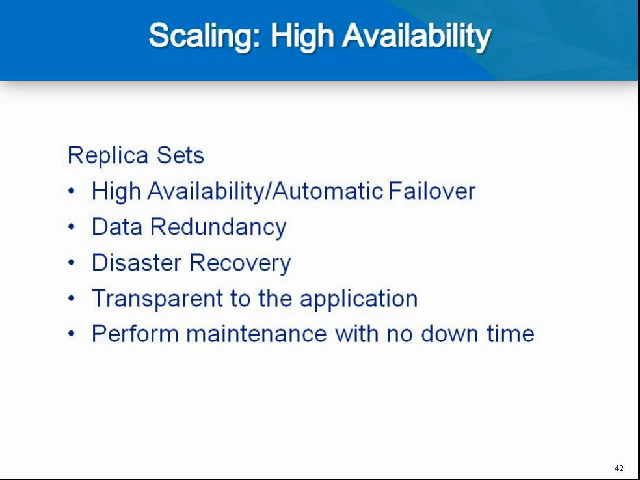 Scaling: High Availability
Replica Sets
• High Availability/Automatic Failover
• Data Redundancy
• Disaster Recovery
• Transparent to the application
• Perform maintenance with no down time
42